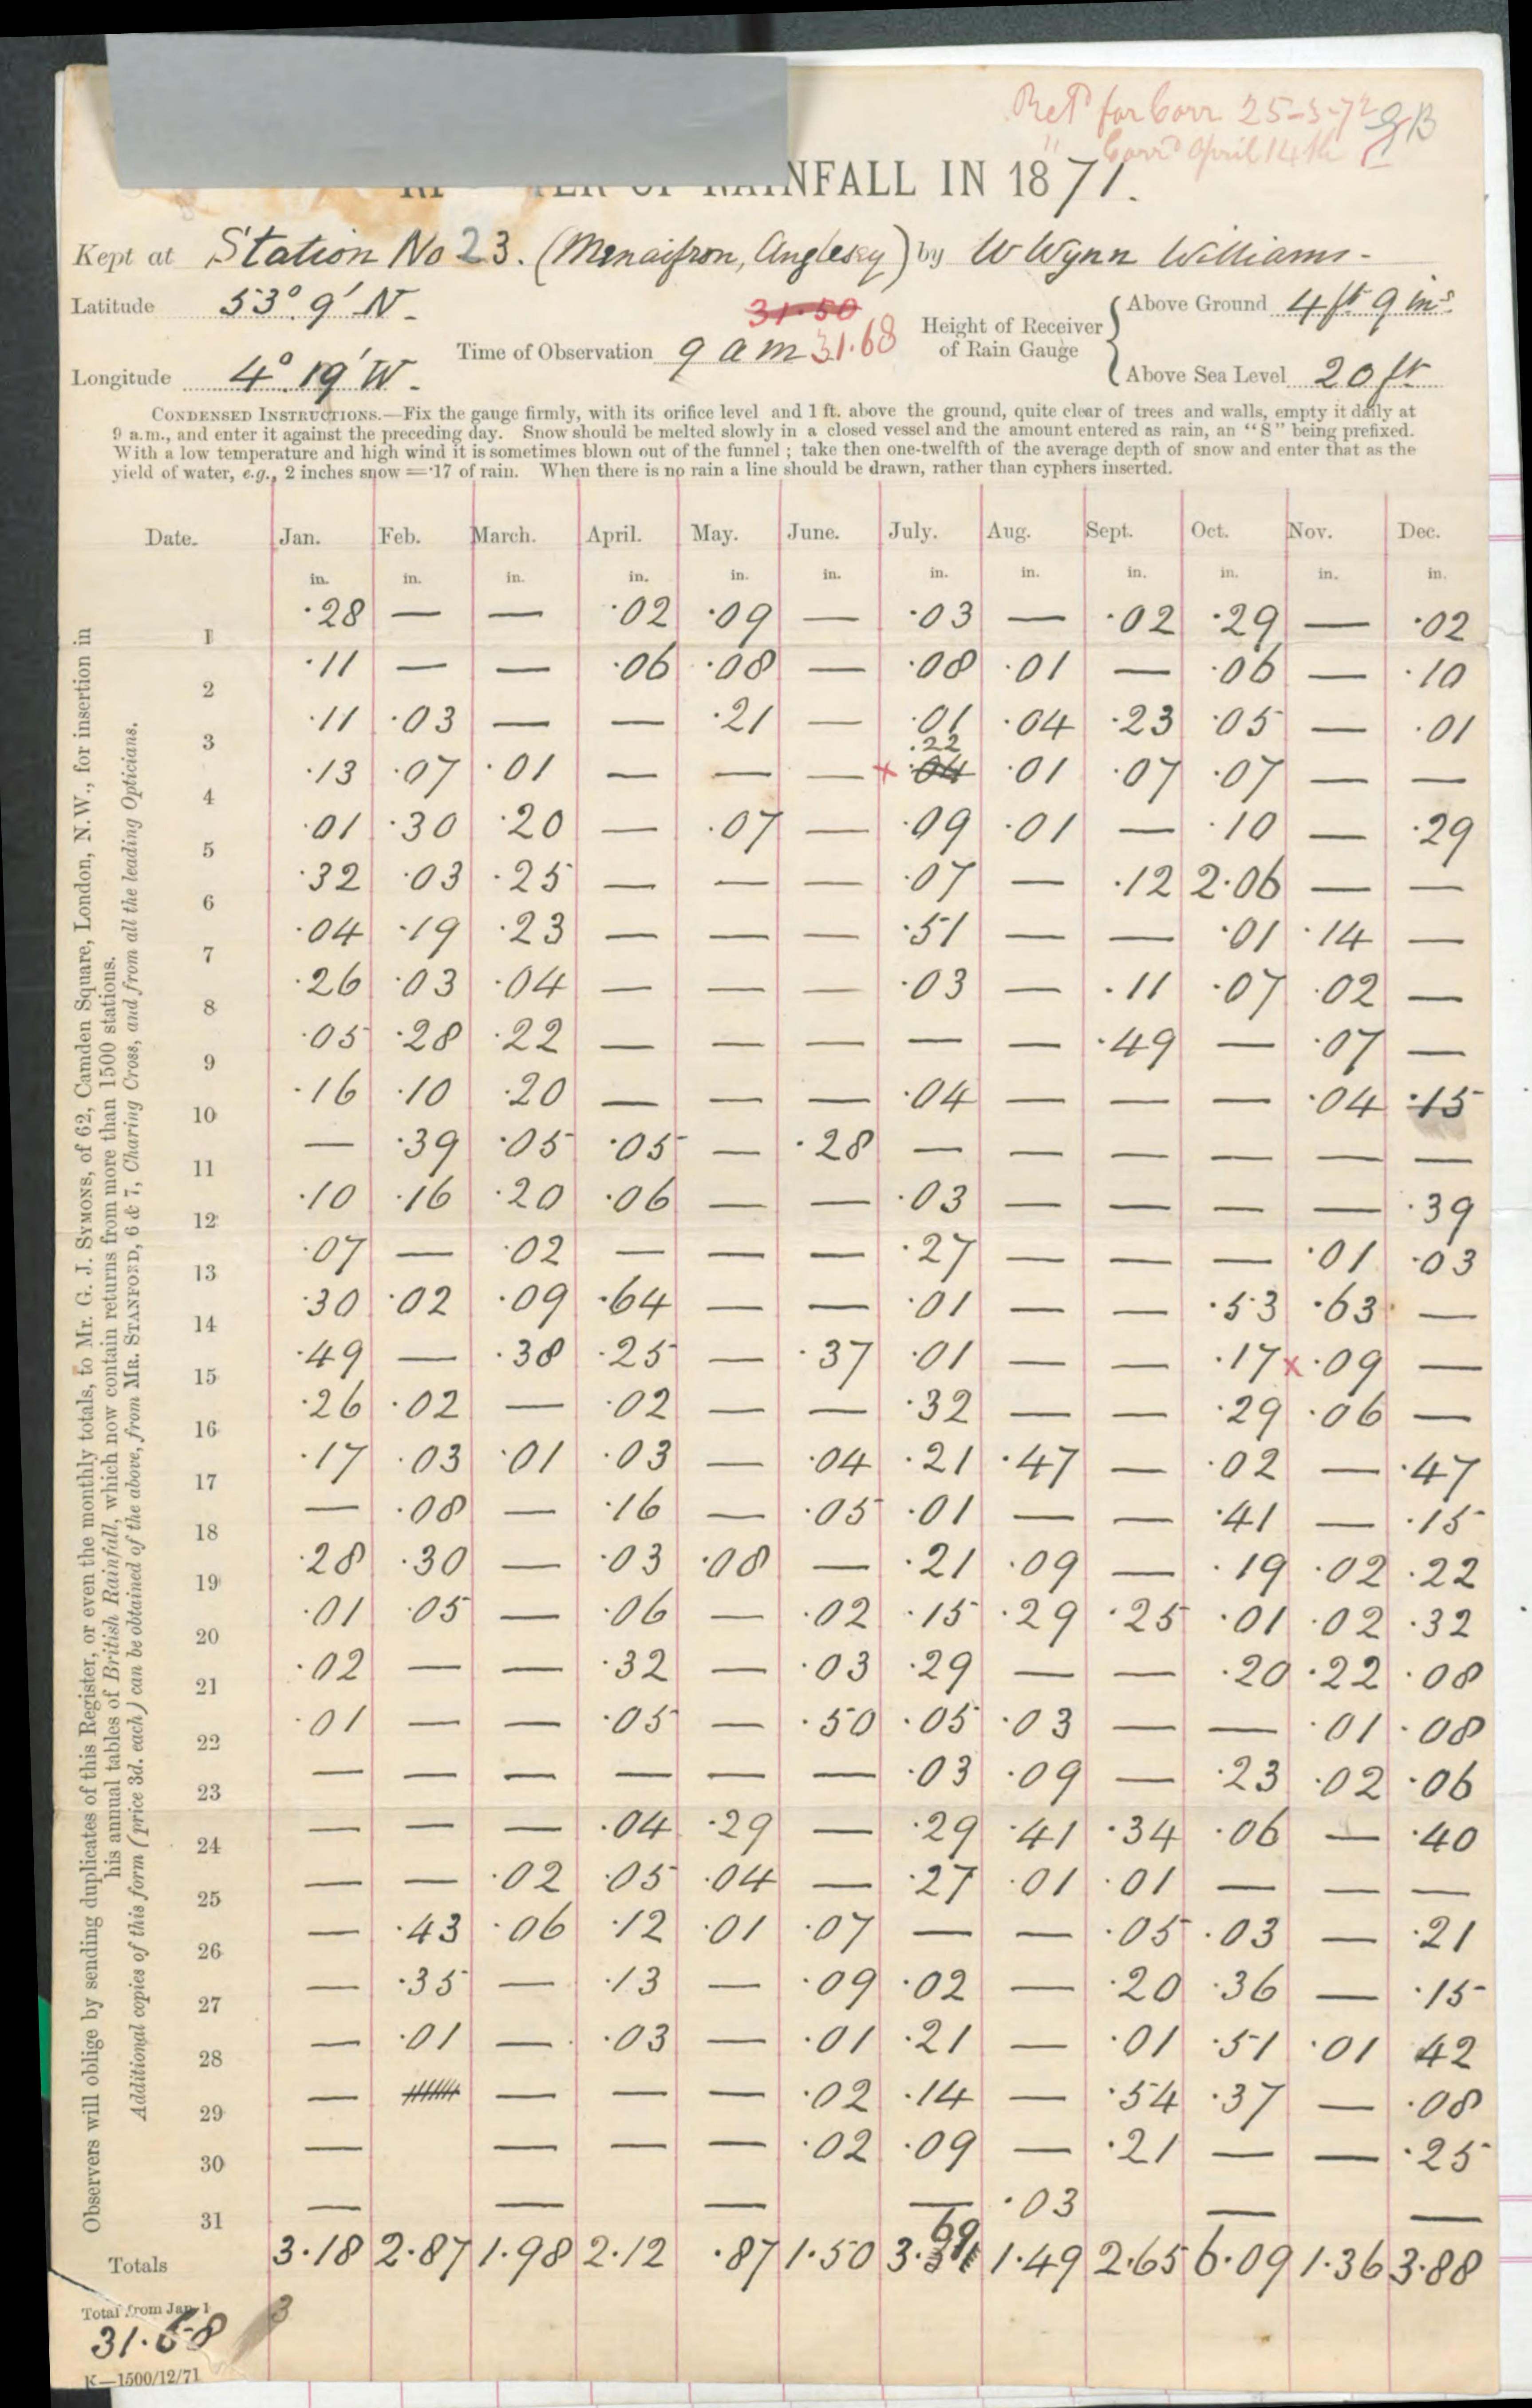 Retd for Corr 25-3-72 GB
" Corrd April 14th
NFALL IN 1871.
Kept at Station No 23. (Menaifron, Anglesey) by W Wynn Williams.
Latitude 53° 9' N.
31.50
Above Ground 4 ft 9 ins
Time of Observation 9 am 31.68 Height of Receiver of Rain Gauge
Longitude 4° 19' W.
Above Sea Level 20 ft
CONDENSED INSTRUCTIONS.—Fix the gauge firmly, with its orifice level and 1 ft. above the ground, quite clear of trees and walls, empty it daily at
9 a.m., and enter it against the preceding day. Snow should be melted slowly in a closed vessel and the amount entered as rain, an "S" being prefixed.
With a low temperature and high wind it is sometimes blown out of the funnel; take then one-twelfth of the average depth of snow and enter that as the
yield of water, e.g., 2 inches snow = ·17 of rain. When there is no rain a line should be drawn, rather than cyphers inserted.
Date. Jan. Feb. March. April. May. June. July. Aug. Sept. Oct. Nov. Dec.
in. in. in. in. in. in. in. in. in. in. in. in.
1 ·28 — — ·02 ·09 — ·03 — ·02 ·29 — ·02
2 ·11 — — ·06 ·08 — ·08 ·01 — ·06 — ·10
3 ·11 ·03 — — ·21 — ·01 ·04 ·23 ·05 — ·01
·22
4 ·13 ·07 ·01 — — — x ·04 ·01 ·07 ·07 — —
5 ·01 ·30 ·20 — ·07 — ·09 ·01 — ·10 — ·29
6 ·32 ·03 ·25 — — — ·07 — ·12 2·06 — —
7 ·04 ·19 ·23 — — — ·51 — — ·01 ·14 —
8 ·26 ·03 ·04 — — — ·03 — ·11 ·07 ·02 —
9 ·05 ·28 ·22 — — — — — ·49 — ·07 —
10 ·16 ·10 ·20 — — — ·04 — — — ·04 ·15
11 — ·39 ·05 ·05 — ·28 — — — — — —
12 ·10 ·16 ·20 ·06 — — ·03 — — — — ·39
13 ·07 — ·02 — — — ·27 — — — ·01 ·03
14 ·30 ·02 ·09 ·64 — — ·01 — — ·53 ·63 —
15 ·49 — ·38 ·25 — ·37 ·01 — — ·17 x ·09 —
16 ·26 ·02 — ·02 — — ·32 — — ·29 ·06 —
17 ·17 ·03 ·01 ·03 — ·04 ·21 ·47 — ·02 — ·47
18 — ·08 — ·16 — ·05 ·01 — — ·41 — ·15
19 ·28 ·30 — ·03 ·08 — ·21 ·09 — ·19 ·02 ·22
20 ·01 ·05 — ·06 — ·02 ·15 ·29 ·25 ·01 ·02 ·32
21 ·02 — — ·32 — ·03 ·29 — — ·20 ·22 ·08
22 ·01 — — ·05 — ·50 ·05 ·03 — — ·01 ·08
23 — — — — — — ·03 ·09 — ·23 ·02 ·06
24 — — — ·04 ·29 — ·29 ·41 ·34 ·06 — ·40
25 — — ·02 ·05 ·04 — ·27 ·01 ·01 — — —
26 — ·43 ·06 ·12 ·01 ·07 — — ·05 ·03 — ·21
27 — ·35 — ·13 — ·09 ·02 — ·20 ·36 — ·15
28 — ·01 — ·03 — ·01 ·21 — ·01 ·51 ·01 42
29 — — — — ·02 ·14 — ·54 ·37 — ·08
30 — — — — ·02 ·09 — ·21 — — ·25
31 — — — — ·03 — —
Totals 3·18 2·87 1·98 2·12 ·87 1·50 3·69 1·49 2·65 6·09 1·36 3·88
Total from Jan. 1 3
31·68
K—1500/12/71
Observers will oblige by sending duplicates of this Register, or even the monthly totals, to Mr. G. J. SYMONS, of 62, Camden Square, London, N.W., for insertion in
his annual tables of British Rainfall, which now contain returns from more than 1500 stations.
Additional copies of this form (price 3d. each) can be obtained of the above, from MR. STANFORD, 6 & 7, Charing Cross, and from all the leading Opticians.